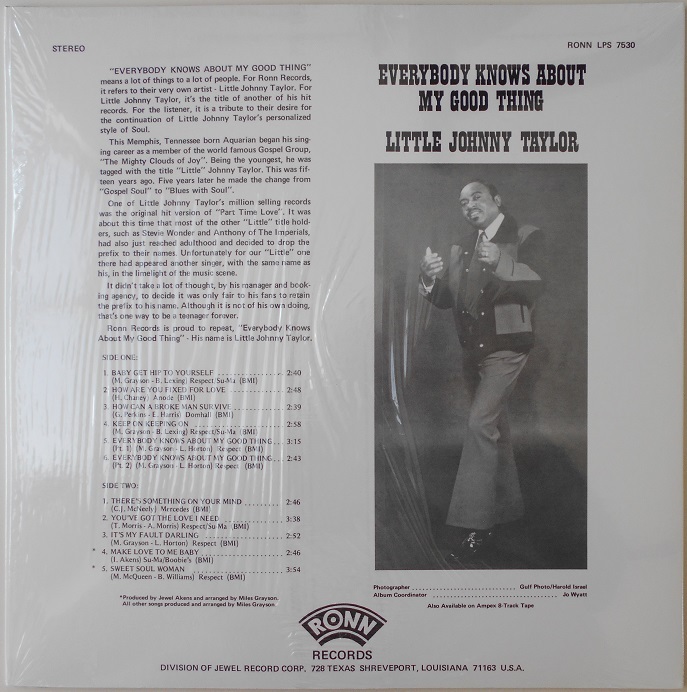 STEREO
RONN LPS 7530
EVERYBODY KNOWS ABOUT
MY GOOD THING
LITTLE JOHNNY TAYLOR
"EVERYBODY KNOWS ABOUT MY GOOD THING"
means a lot of things to a lot of people. For Ronn Records,
it refers to their very own artist - Little Johnny Taylor. For
Little Johnny Taylor, it's the title of another of his hit
records. For the listener, it is a tribute to their desire for
the continuation of Little Johnny Taylor's personalized
style of Soul.
This Memphis, Tennessee born Aquarian began his sing-
ing career as a member of the world famous Gospel Group,
"The Mighty Clouds of Joy". Being the youngest, he was
tagged with the title "Little" Johnny Taylor. This was fif-
teen years ago. Five years later he made the change from
"Gospel Soul" to "Blues with Soul".
One of Little Johnny Taylor's million selling records
was the original hit version of "Part Time Love". It was
about this time that most of the other "Little" title hold-
ers, such as Stevie Wonder and Anthony of The Imperials,
had also just reached adulthood and decided to drop the
prefix to their names. Unfortunately for our "Little" one
there had appeared another singer, with the same name as
his, in the limelight of the music scene.
It didn't take a lot of thought, by his manager and book-
ing agency, to decide it was only fair to his fans to retain
the prefix to his name. Although it is not of his own doing,
that's one way to be a teenager forever.
Ronn Records is proud to repeat, "Everybody Knows
About My Good Thing" - His name is Little Johnny Taylor.
SIDE ONE:
1. BABY GET HIP TO YOURSELF . . . . . . . . . . . . . . . 2:40
(M. Grayson - B. Lexing) Respect Su-Ma (BMI)
2 HOW ARE YOU FIXED FOR LOVE . . . . . . . . . . . . 2:48
(H. Chaney) Anode (BMI)
3. HOW CAN A BROKE MAN SURVIVE . . . . . . . . . . . 2:39
(G. Perkins - E. Harris) Domhall (BMI)
4. KEEP ON KEEPING ON . . . . . . . . . . . . . . . . . . . 2:58
(M. Grayson - B. Lexing) Respect/Su-Ma (BMI)
5. EVERYBODY KNOWS ABOUT MY GOOD THING . . . 3:15
(Pt. 1) (M. Grayson - L. Horton) Respect (BMI)
6. EVERYBODY KNOWS ABOUT MY GOOD THING . . . 2:43
(Pt. 2) (M. Grayson - L. Horton) Respect (BMI)
SIDE TWO:
1. THERE'S SOMETHING ON YOUR MIND . . . . . . . . . 2:46
(C.J. McNeely) Mercedes (BMI)
2. YOU'VE GOT THE LOVE I NEED . . . . . . . . . . . . . . 3:38
(T. Morris - A. Morris) Respect/Su-Ma (BMI)
3. IT'S MY FAULT DARLING . . . . . . . . . . . . . . . . . . 2:52
(M. Grayson - L. Horton) Respect (BMI)
* 4. MAKE LOVE TO ME BABY . . . . . . . . . . . . . . . . . . 2:46
(I. Akens) Su-Ma/Boobie's (BMI)
* 5. SWEET SOUL WOMAN . . . . . . . . . . . . . . . . . . . . 3:54
(M. McQueen - B. Williams) Respect (BMI)
*Produced by Jewel Akens and arranged by Miles Grayson.
All other songs produced and arranged by Miles Grayson
Photographer . . . . . . . . . . . . . . . . . . . . Gulf Photo/Harold Israel
Album Coordinator . . . . . . . . . . . . . . . . . . . . Jo Wyatt
Also Available on Ampex 8-Track Tape
RONN
RECORDS
DIVISION OF JEWEL RECORD CORP. 728 TEXAS SHREVEPORT, LOUISIANA 71163 U.S.A.